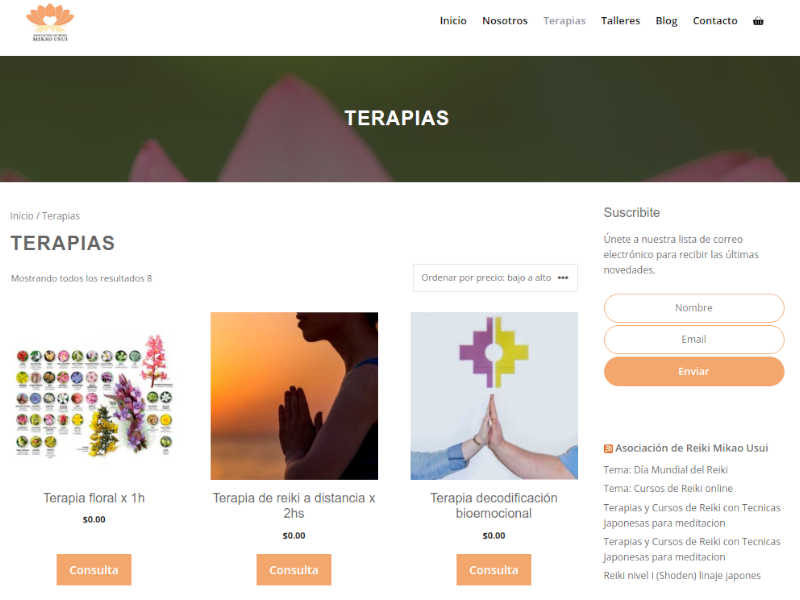 MIKAO USUI
Inicio Nosotros Terapias Talleres Blog Contacto
TERAPIAS
Inicio / Terapias
TERAPIAS
Mostrando todos los resultados 8
Ordenar por precio: bajo a alto
Terapia floral x 1h
$0.00
Consulta
Terapia de reiki a distancia x
2hs
$0.00
Consulta
Terapia decodificación
bioemocional
$0.00
Consulta
Suscribite
Únete a nuestra lista de correo
electrónico para recibir las últimas
novedades.
Nombre
Email
Enviar
Asociación de Reiki Mikao Usui
Tema: Día Mundial del Reiki
Tema: Cursos de Reiki online
Terapias y Cursos de Reiki con Tecnicas
Japonesas para meditacion
Terapias y Cursos de Reiki con Tecnicas
Japonesas para meditacion
Reiki nivel I (Shoden) linaje japones